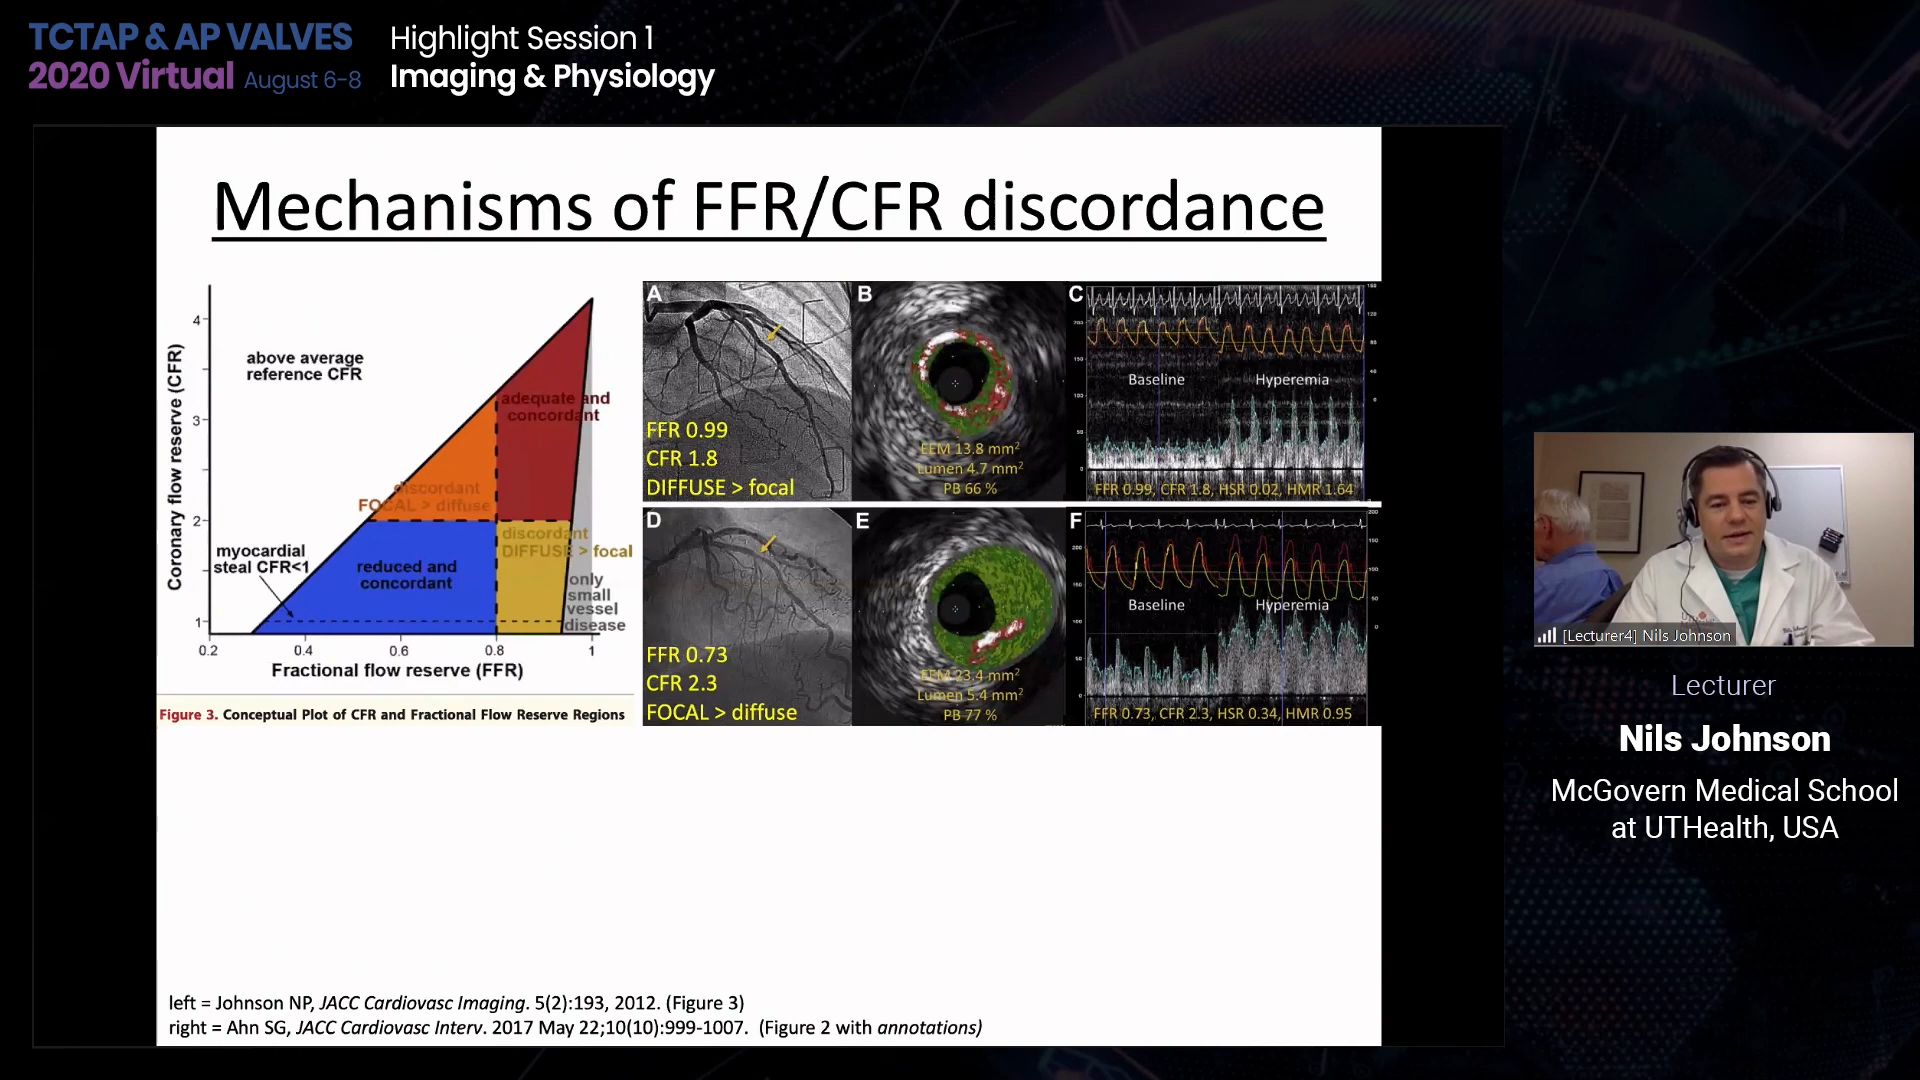 TCTAP & AP VALVES
2020 Virtual August 6-8
Highlight Session 1
Imaging & Physiology
Mechanisms of FFR/CFR discordance
Coronary flow reserve (CFR)
4
3
2
1
above average
reference CFR
adequate and
concordant
discordant
FOCAL > diffuse
discordant
DIFFUSE > focal
myocardial
steal CFR<1
reduced and
concordant
only
small
vessel
disease
0.2 0.4 0.6 0.8 1
Fractional flow reserve (FFR)
Figure 3. Conceptual Plot of CFR and Fractional Flow Reserve Regions
A
FFR 0.99
CFR 1.8
DIFFUSE > focal
B
EEM 13.8 mm²
Lumen 4.7 mm²
PB 66 %
C
Baseline Hyperemia
FFR 0.99, CFR 1.8, HSR 0.02, HMR 1.64
D
FFR 0.73
CFR 2.3
FOCAL > diffuse
E
EEM 23.4 mm²
Lumen 5.4 mm²
PB 77 %
F
Baseline Hyperemia
FFR 0.73, CFR 2.3, HSR 0.34, HMR 0.95
left = Johnson NP, JACC Cardiovasc Imaging. 5(2):193, 2012. (Figure 3)
right = Ahn SG, JACC Cardiovasc Interv. 2017 May 22;10(10):999-1007. (Figure 2 with annotations)
[Lecturer4] Nils Johnson
Lecturer
Nils Johnson
McGovern Medical School
at UTHealth, USA